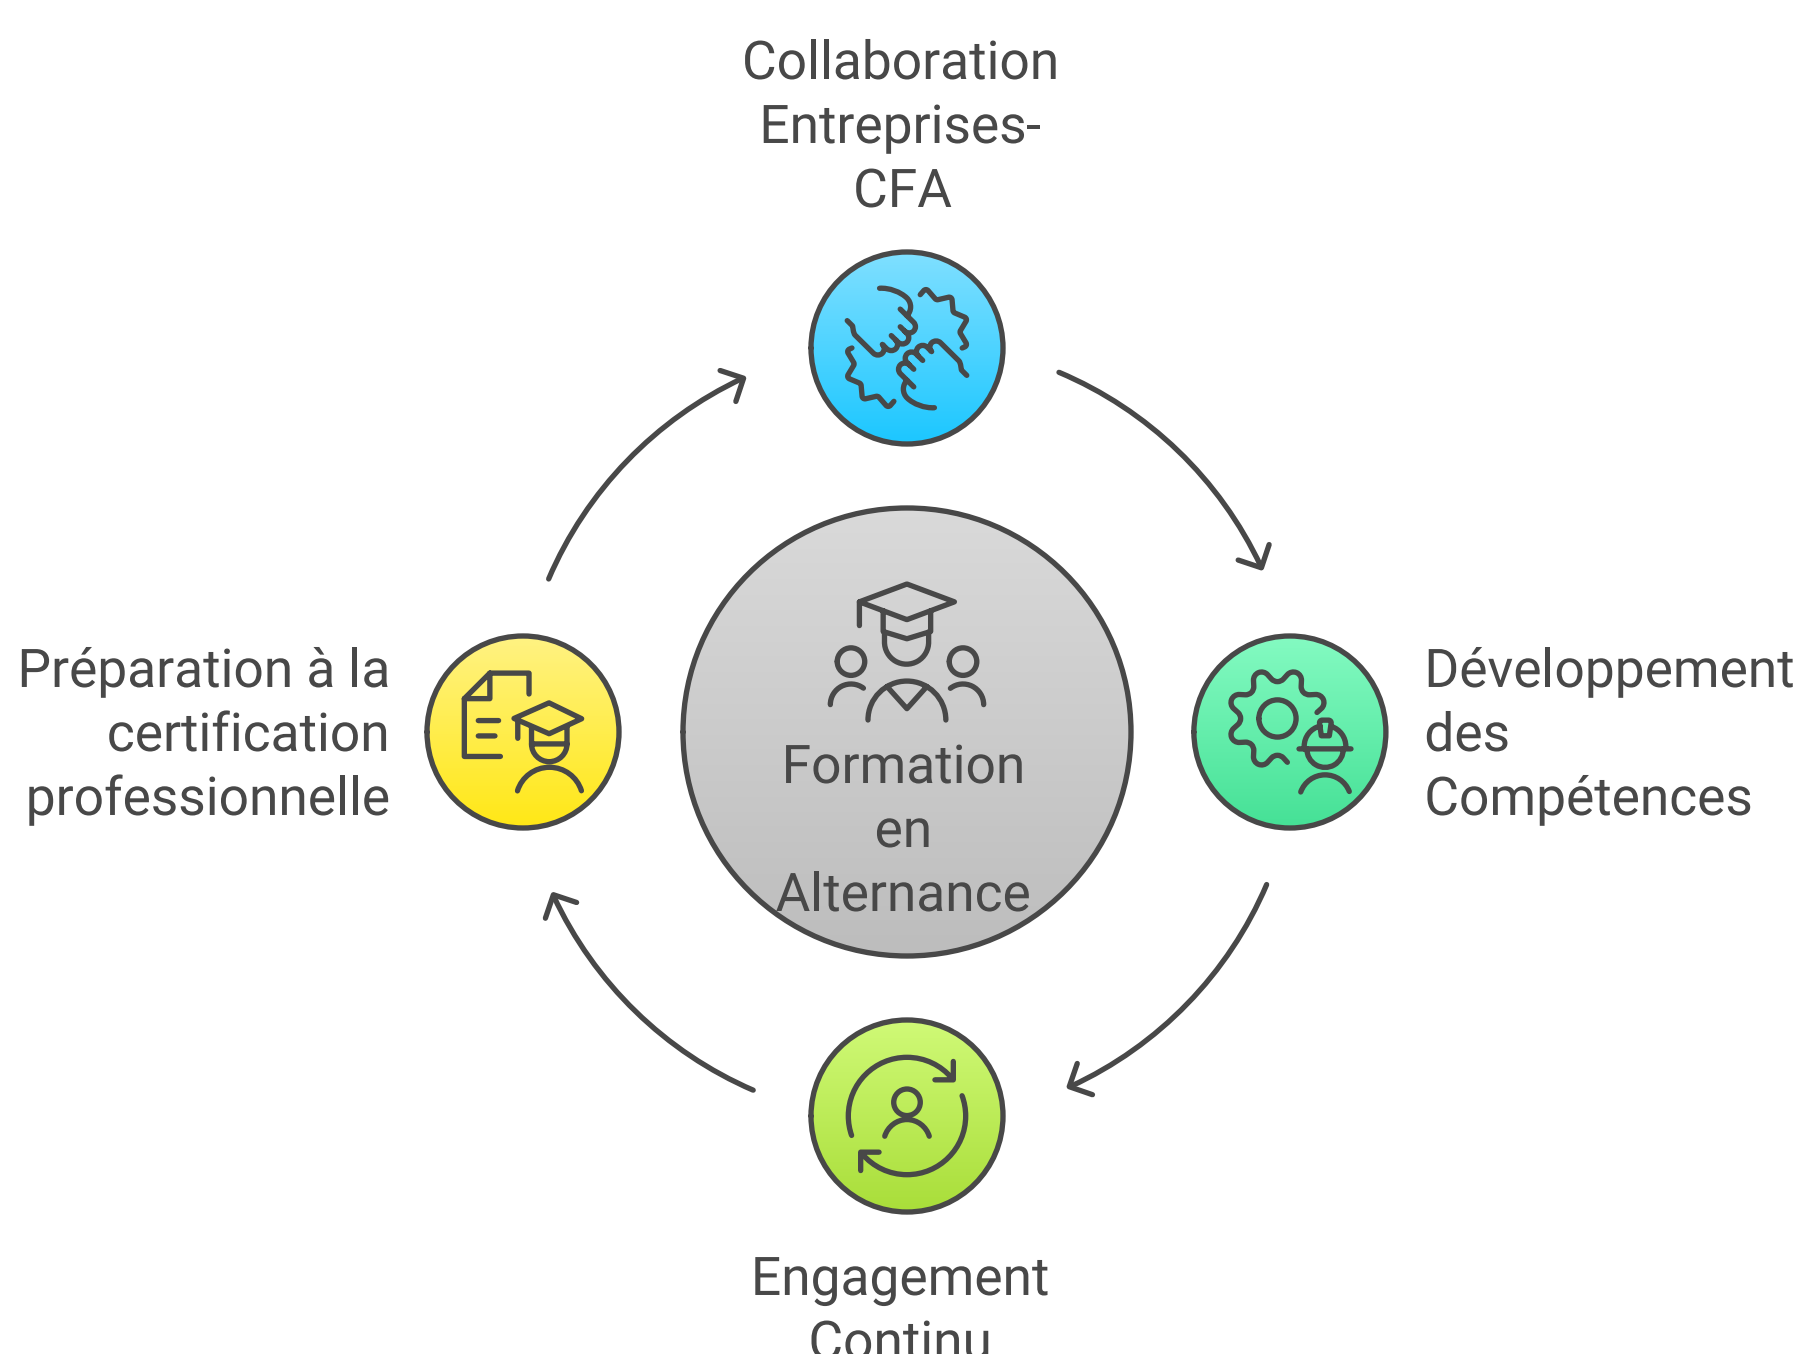 Collaboration
Entreprises-
CFA
Préparation à la
certification
professionnelle
Formation
en
Alternance
Développement
des
Compétences
Engagement
Continu